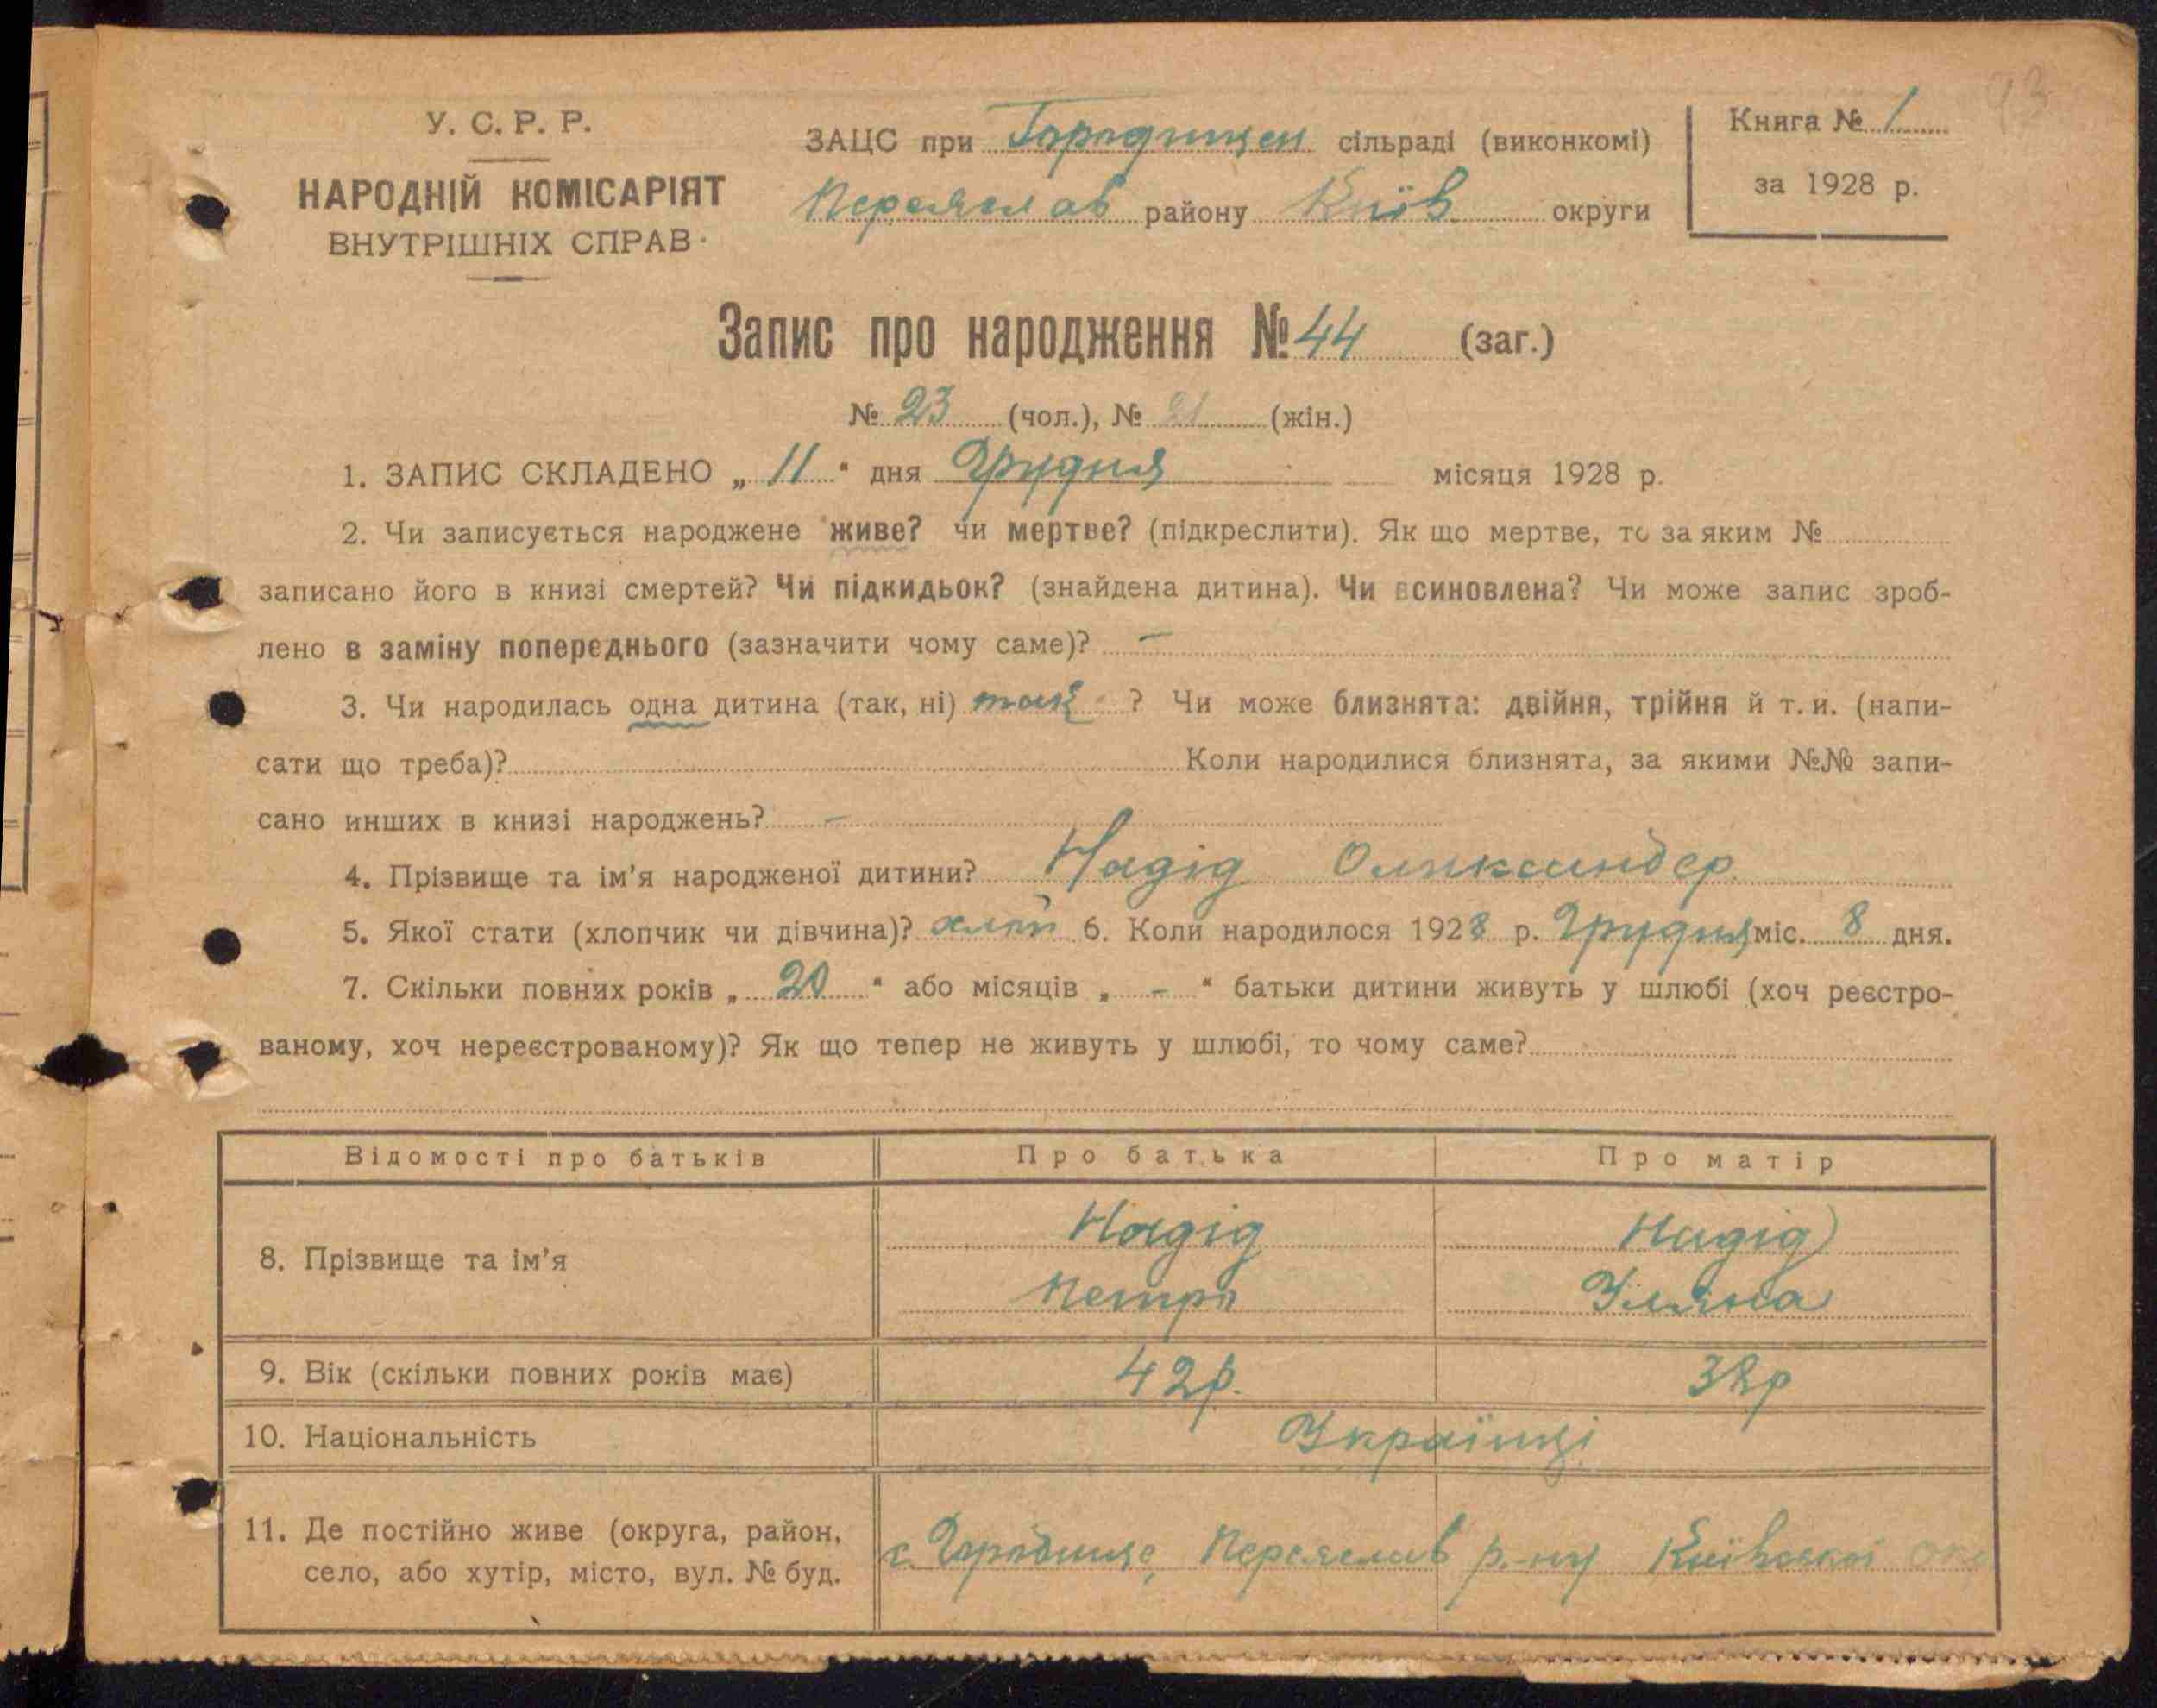 93
У. С. Р. Р.
НАРОДНІЙ КОМІСАРІЯТ
ВНУТРІШНІХ СПРАВ
ЗАЦС при Городищен сільраді (виконкомі)
Переяслав району Київ округи
Книга № 1
за 1928 р.
Запис про народження № 44 (заг.)
№ 23 (чол.), № 21 (жін.)
1. ЗАПИС СКЛАДЕНО „ 11 “ дня Грудня місяця 1928 р.
2. Чи записується народжене живе? чи мертве? (підкреслити). Як що мертве, то за яким №
записано його в книзі смертей? Чи підкидьок? (знайдена дитина). Чи всиновлена? Чи може запис зроб-
лено в заміну попереднього (зазначити чому саме)? —
3. Чи народилась одна дитина (так, ні) так ? Чи може близнята: двійня, трійня й т. и. (напи-
сати що треба)? Коли народилися близнята, за якими №№ запи-
сано инших в книзі народжень? —
4. Прізвище та ім’я народженої дитини? Надід Олександер
5. Якої стати (хлопчик чи дівчина)? хлоп 6. Коли народилося 1928 р. Грудня міс. 8 дня.
7. Скільки повних років „ 20 “ або місяців „ – “ батьки дитини живуть у шлюбі (хоч реєстро-
ваному, хоч нереєстрованому)? Як що тепер не живуть у шлюбі, то чому саме?
Відомості про батьків Про батька Про матір
8. Прізвище та ім’я
Надід Надід
Петро Уляна
9. Вік (скільки повних років має) 42р. 38р
10. Національність Українці
11. Де постійно живе (округа, район,
село, або хутір, місто, вул. № буд.
с. Городище Переяслав р-ну Київської окр